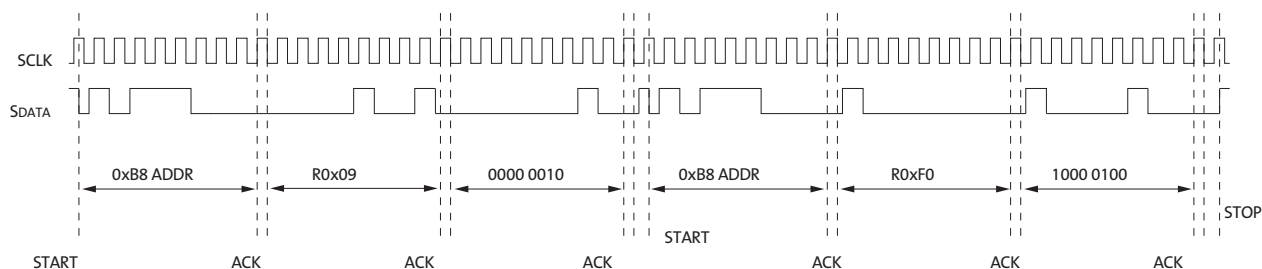 SCLK
SDATA
0xB8 ADDR R0x09 0000 0010 0xB8 ADDR R0xF0 1000 0100
STOP
START
START ACK ACK ACK ACK ACK ACK